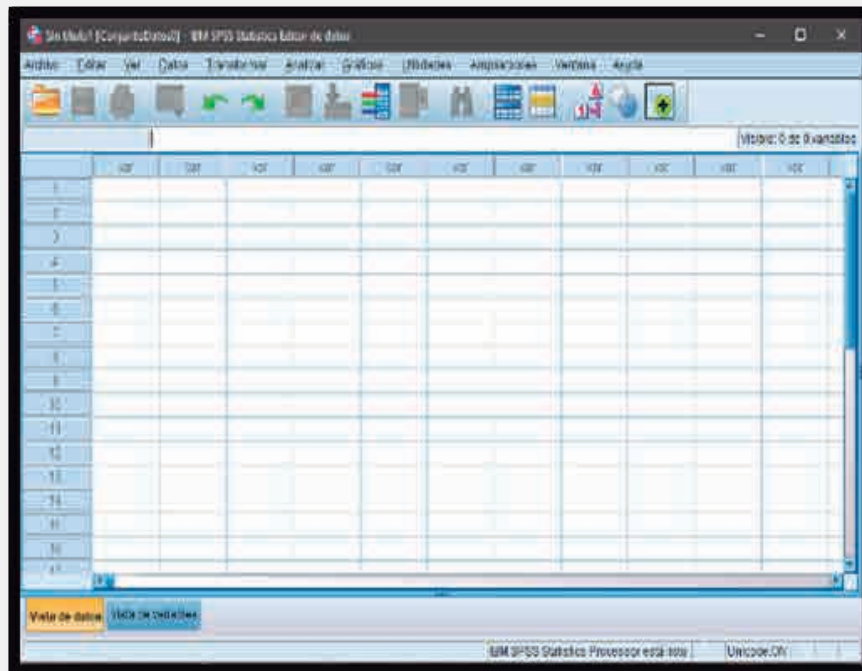 Sin título1 [ConjuntoDatos0] - IBM SPSS Statistics Editor de datos
Archivo Editar Ver Datos Transformar Analizar Gráficos Utilidades Ampliaciones Ventana Ayuda
Visible: 0 de 0 variables
var var var var var var var var var var var
1
2
3
4
5
6
7
8
9
10
11
12
13
14
15
16
17
Vista de datos Vista de variables
IBM SPSS Statistics Processor está listo Unicode:ON